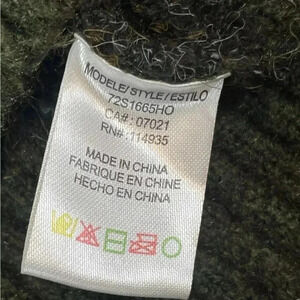 MODELE/STYLE/ESTILO
72S1665HO
CA#: 07021
RN#: 114935
MADE IN CHINA
FABRIQUE EN CHINE
HECHO EN CHINA